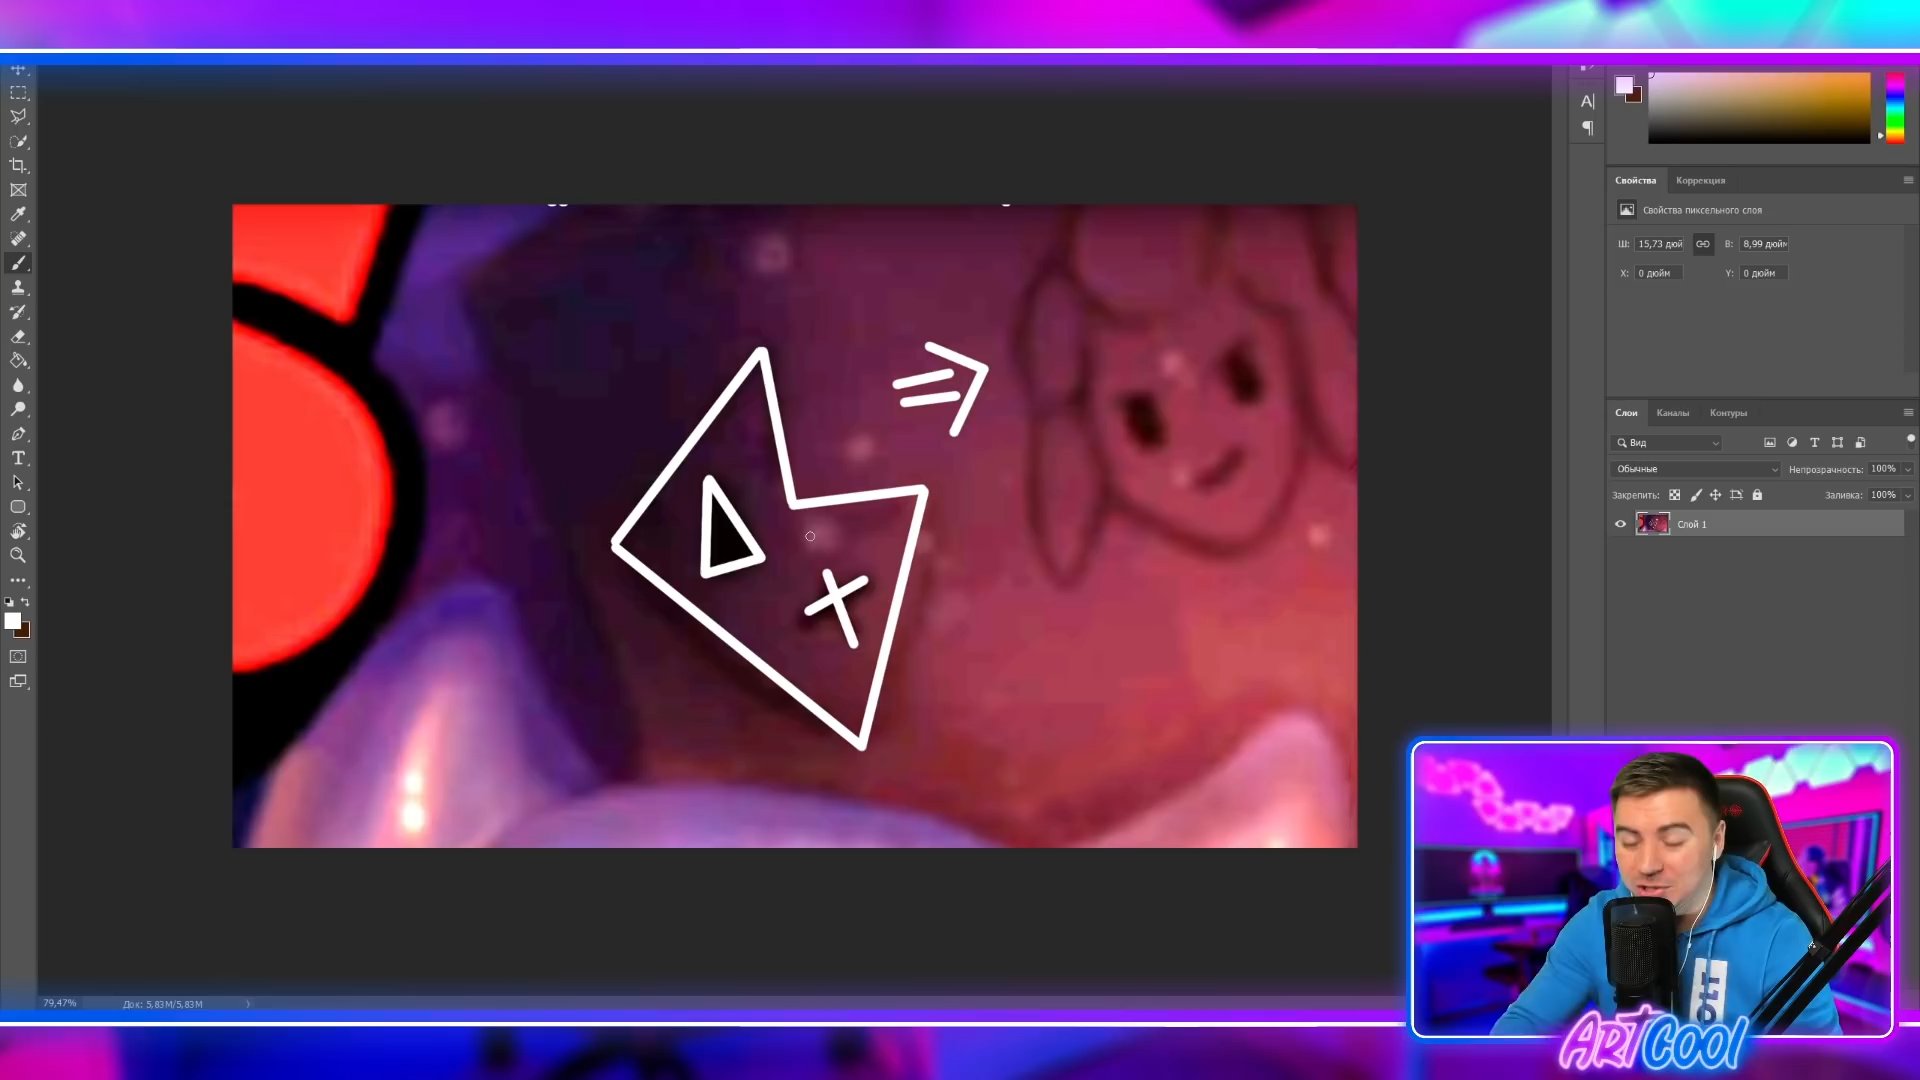 A|
Свойства
Коррекция
Свойства пиксельного слоя
Ш: 15,73 дюй
В: 8,99 дюйм
X: 0 дюйм
Y: 0 дюйм
Слои
Каналы
Контуры
Вид
Обычные
Непрозрачность: 100%
Закрепить:
Заливка: 100%
Слой 1
79,47%
Док: 5,83M/5,83M
ARTCOOL